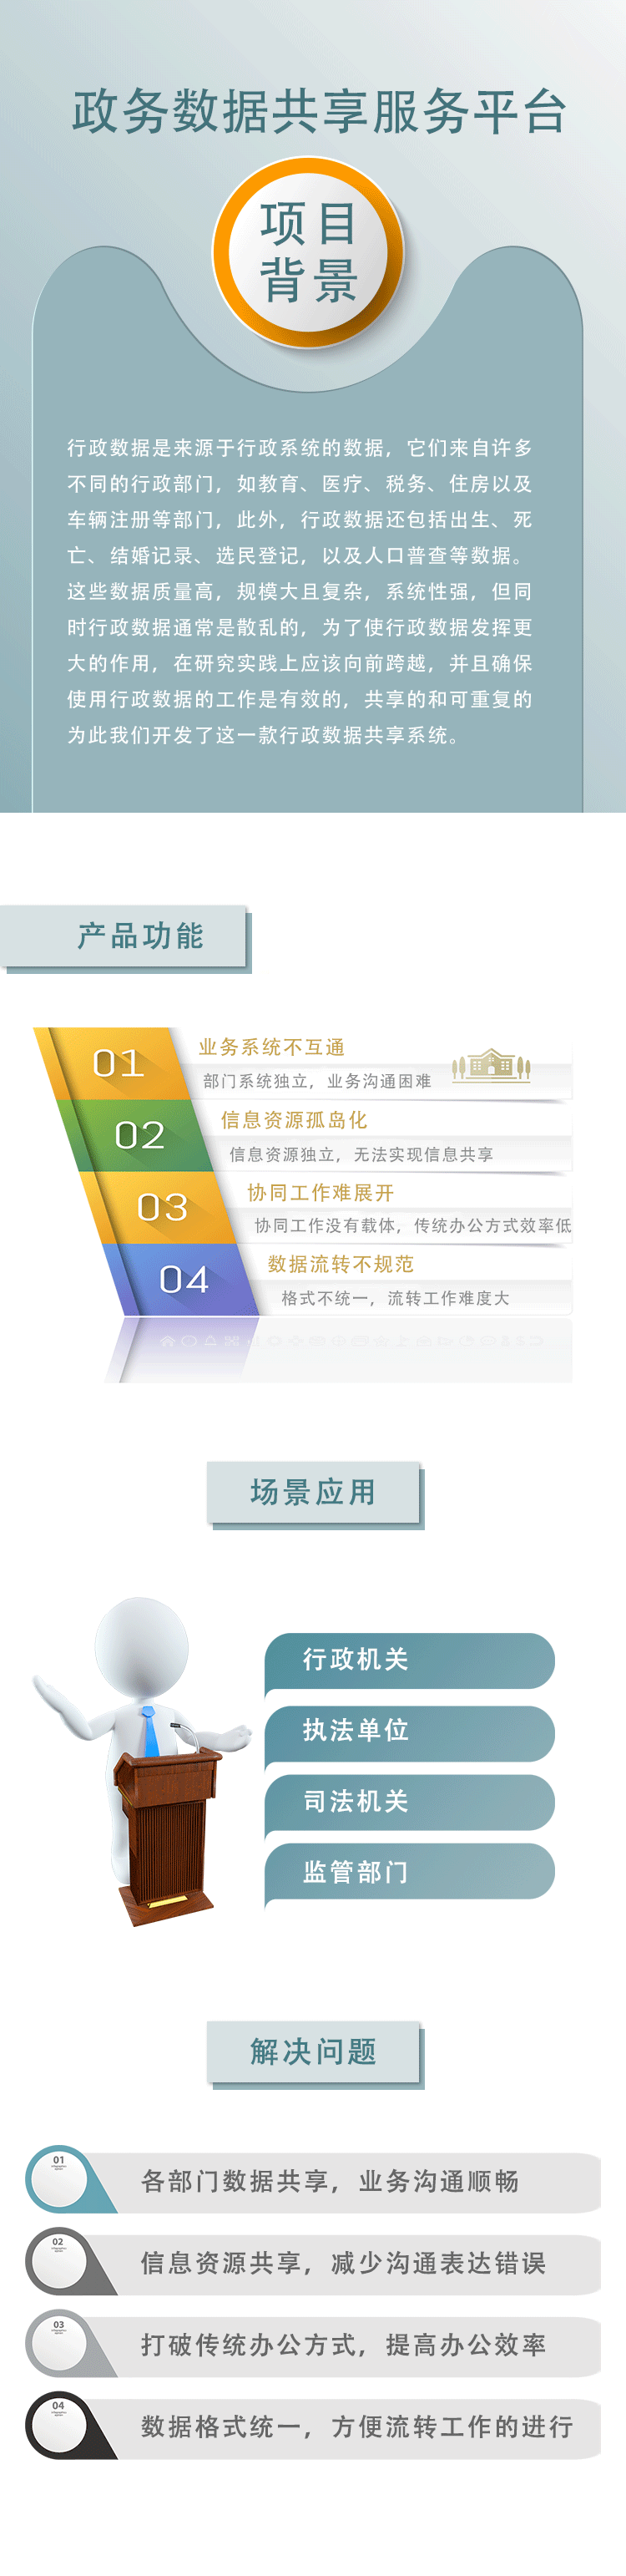 政务数据共享服务平台
项目
背景
行政数据是来源于行政系统的数据，它们来自许多
不同的行政部门，如教育、医疗、税务、住房以及
车辆注册等部门，此外，行政数据还包括出生、死
亡、结婚记录、选民登记，以及人口普查等数据。
这些数据质量高，规模大且复杂，系统性强，但同
时行政数据通常是散乱的，为了使行政数据发挥更
大的作用，在研究实践上应该向前跨越，并且确保
使用行政数据的工作是有效的，共享的和可重复的
为此我们开发了这一款行政数据共享系统。
产品功能
01
业务系统不互通
部门系统独立，业务沟通困难
02
信息资源孤岛化
信息资源独立，无法实现信息共享
03
协同工作难展开
协同工作没有载体，传统办公方式效率低
04
数据流转不规范
格式不统一，流转工作难度大
场景应用
行政机关
执法单位
司法机关
监管部门
解决问题
01
各部门数据共享，业务沟通顺畅
02
信息资源共享，减少沟通表达错误
03
打破传统办公方式，提高办公效率
04
数据格式统一，方便流转工作的进行